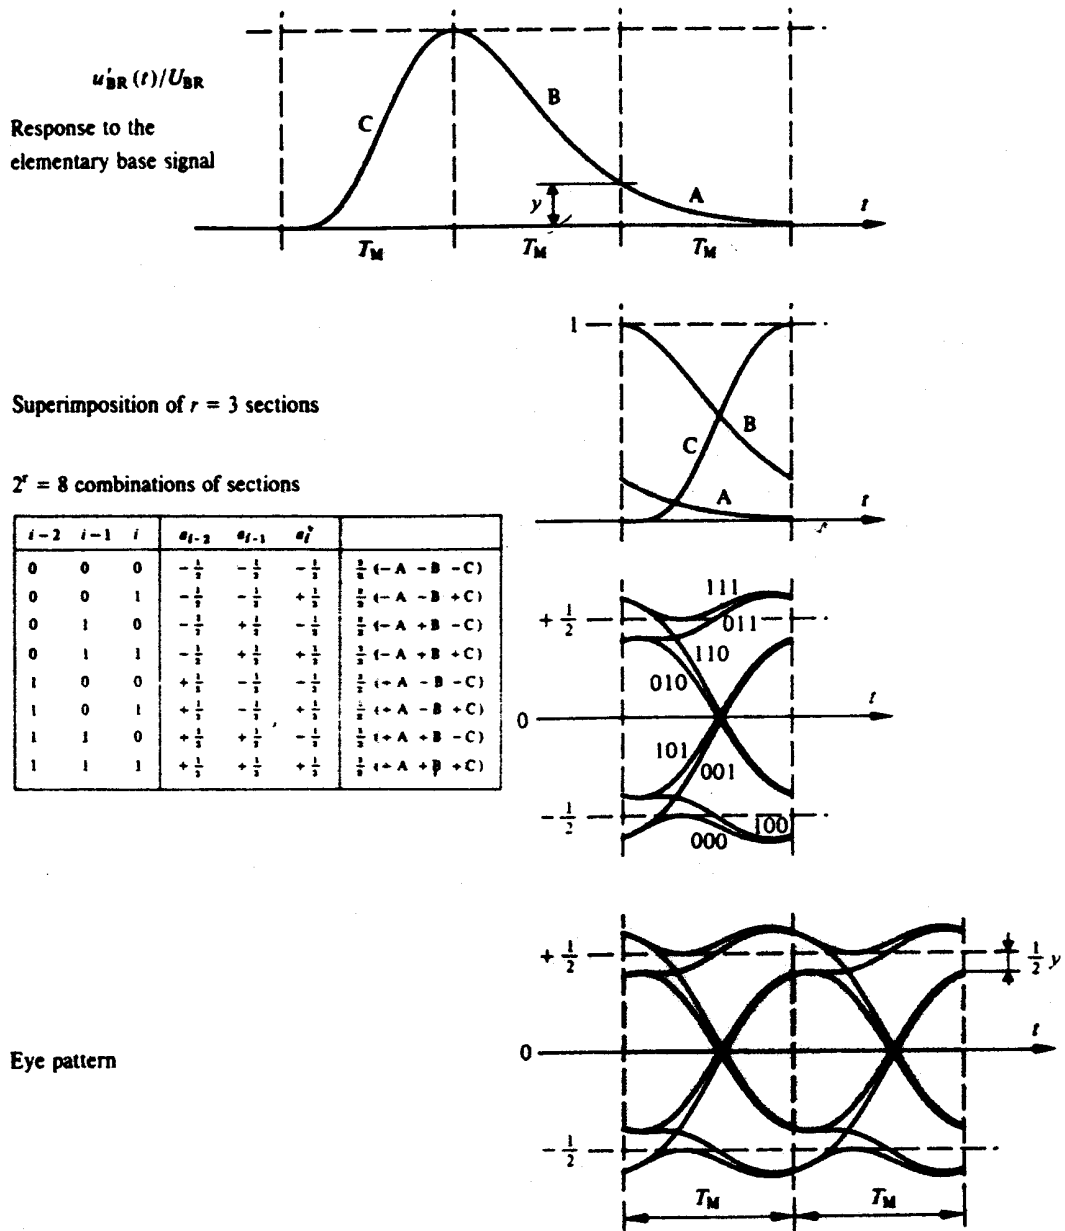 u′BR (t)/UBR
Response to the
elementary base signal
C
B
A
y
t
TM
TM
TM
1
Superimposition of r = 3 sections
B
C
A
t
2^r = 8 combinations of sections
i − 2 i − 1 i a_{i-2} a_{i-1}
0 0 0 −1/2 −1/2 −1/2 (−A −B −C)
0 0 1 −1/2 −1/2 +1/2 (−A −B +C)
0 1 0 −1/2 +1/2 −1/2 (−A +B −C)
0 1 1 −1/2 +1/2 +1/2 (−A +B +C)
1 0 0 +1/2 −1/2 −1/2 (+A −B −C)
1 0 1 +1/2 −1/2 +1/2 (+A −B +C)
1 1 0 +1/2 +1/2 −1/2 (+A +B −C)
1 1 1 +1/2 +1/2 +1/2 (+A +B +C)
111
+ 1/2
011
110
010
0
t
101
001
− 1/2
100
000
+ 1/2
1/2 y
0
t
Eye pattern
− 1/2
TM
TM